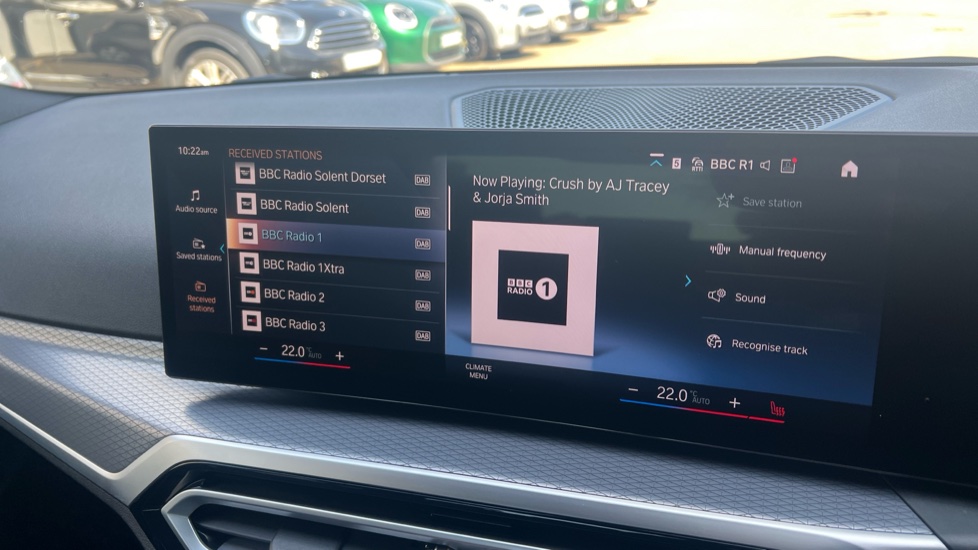 10:22am
RECEIVED STATIONS
5
BBC R1
Audio source
Saved stations
Received
stations
BBC Radio Solent Dorset DAB
BBC Radio Solent DAB
BBC Radio 1 DAB
BBC Radio 1Xtra DAB
BBC Radio 2 DAB
BBC Radio 3 DAB
Now Playing: Crush by AJ Tracey
& Jorja Smith
BBC
RADIO 1
Save station
Manual frequency
Sound
Recognise track
− 22.0 °C AUTO +
CLIMATE
MENU
− 22.0 °C AUTO +